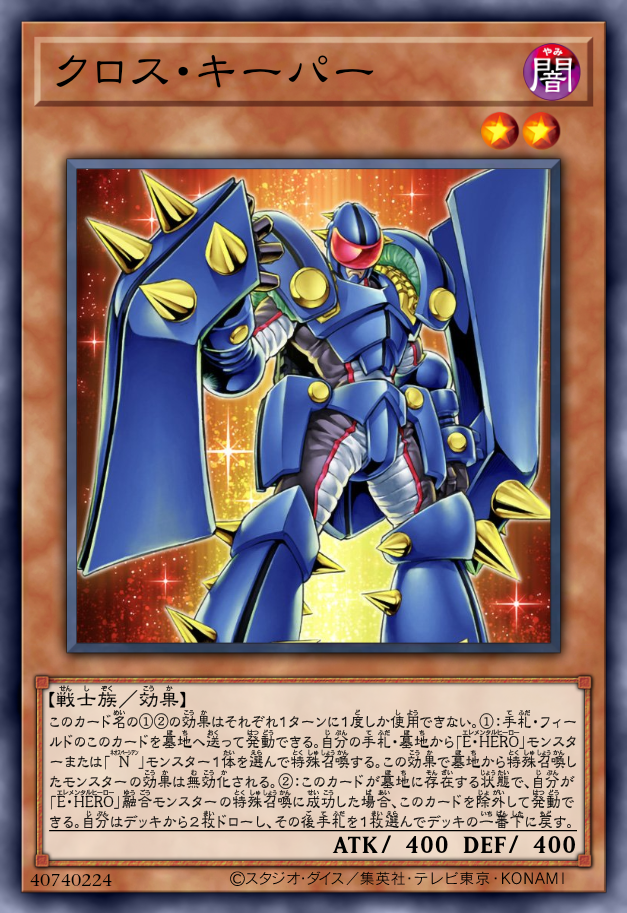 クロス・キーパー
闇
【戦士族／効果】
このカード名の①②の効果はそれぞれ1ターンに1度しか使用できない。①：手札・フィー
ルドのこのカードを墓地へ送って発動できる。自分の手札・墓地から「E・HERO」モンスタ
ーまたは「N」モンスター1体を選んで特殊召喚する。この効果で墓地から特殊召喚し
たモンスターの効果は無効化される。②：このカードが墓地に存在する状態で、自分が
「E・HERO」融合モンスターの特殊召喚に成功した場合、このカードを除外して発動で
きる。自分はデッキから2枚ドローし、その後手札を1枚選んでデッキの一番下に戻す。
ATK/ 400 DEF/ 400
40740224 ©スタジオ・ダイス／集英社・テレビ東京・KONAMI